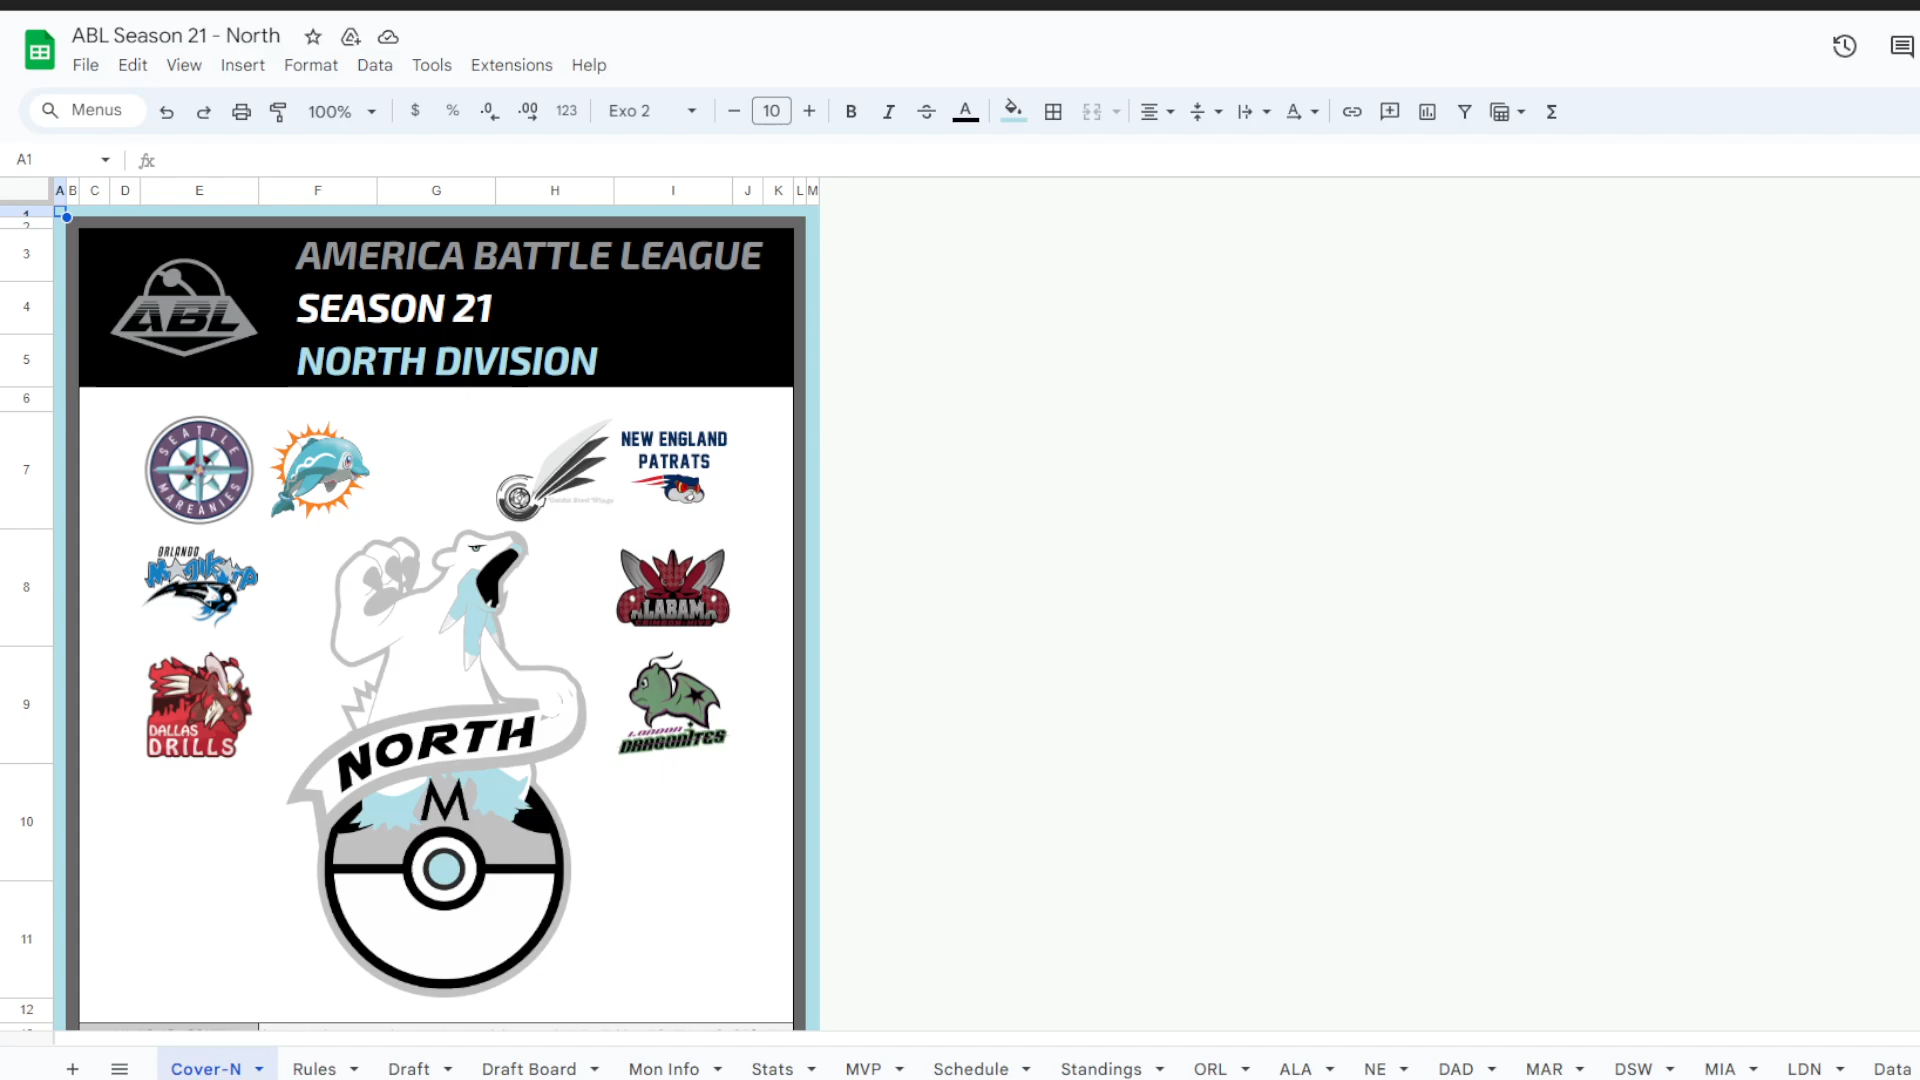 ABL Season 21 - North
File Edit View Insert Format Data Tools Extensions Help
Menus 100% $ % .0 .00 123 Exo 2 10 B I A Σ
A1 fx
A B C D E F G H I J K L M
1
2
3
4
5
6
7
8
9
10
11
12
ABL
AMERICA BATTLE LEAGUE
SEASON 21
NORTH DIVISION
SEATTLE
MAREANIES
NEW ENGLAND
PATRATS
ORLANDO
ALABAMA
CRIMSON-HIVE
DALLAS
DRILLS
LONDON
DRAGONITES
NORTH
M
Cover-N Rules Draft Draft Board Mon Info Stats MVP Schedule Standings ORL ALA NE DAD MAR DSW MIA LDN Data